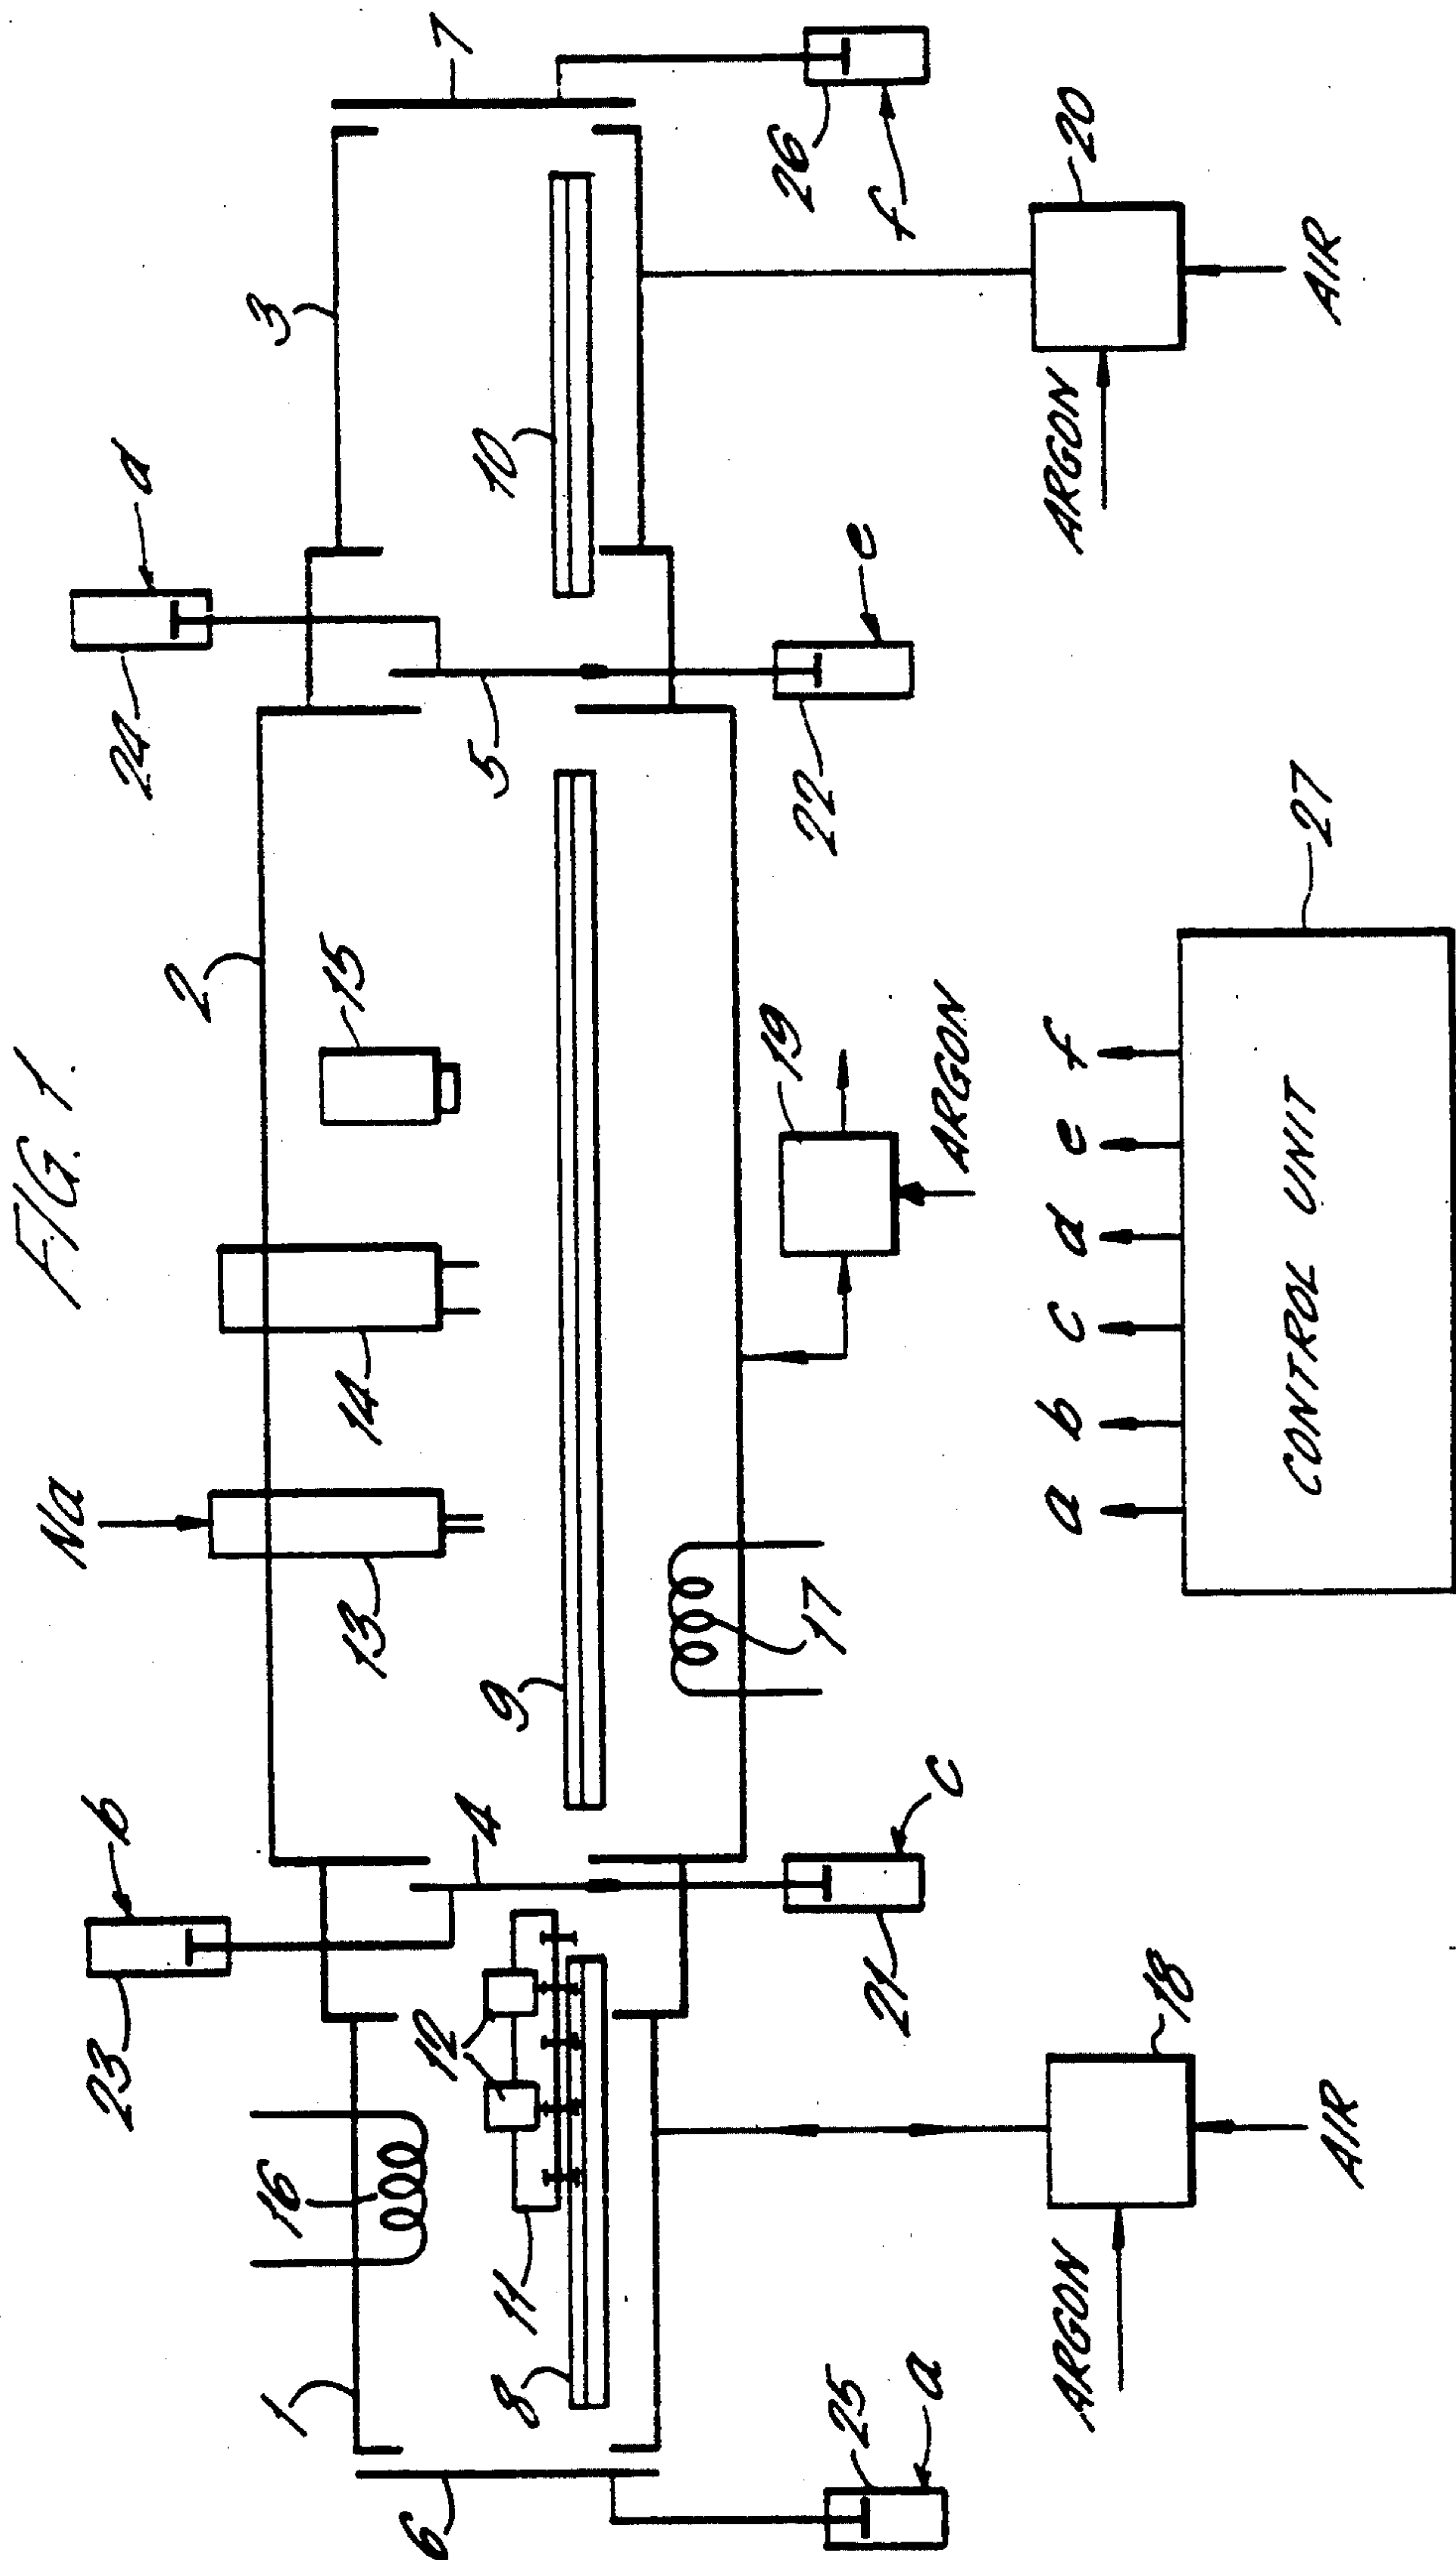 FIG. 1.
Na
23
b
24
d
2
1
16
3
13
14
15
12
4
5
7
6
8
11
9
10
17
25
a
21
c
19
ARGON
22
e
26
f
ARGON
18
AIR
ARGON
20
AIR
a
b
c
d
e
f
CONTROL UNIT
27